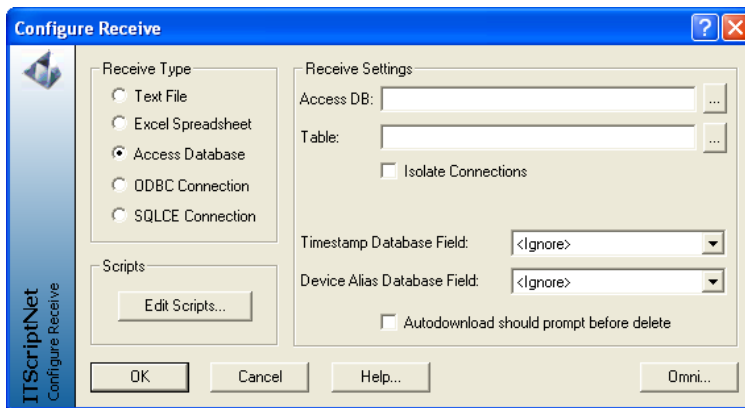 Configure Receive
ITScriptNet
Configure Receive
Receive Type
Text File
Excel Spreadsheet
Access Database
ODBC Connection
SQLCE Connection
Scripts
Edit Scripts...
Receive Settings
Access DB:
...
Table:
...
Isolate Connections
Timestamp Database Field:
<Ignore>
Device Alias Database Field:
<Ignore>
Autodownload should prompt before delete
OK
Cancel
Help...
Omni...